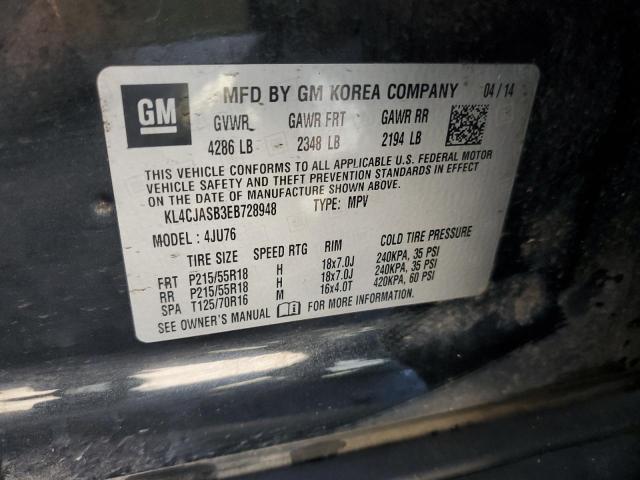 GM
MFD BY GM KOREA COMPANY 04/14
GVWR GAWR FRT GAWR RR
4286 LB 2348 LB 2194 LB
THIS VEHICLE CONFORMS TO ALL APPLICABLE U.S. FEDERAL MOTOR
VEHICLE SAFETY AND THEFT PREVENTION STANDARDS IN EFFECT
ON THE DATE OF MANUFACTURE SHOWN ABOVE.
KL4CJASB3EB728948 TYPE: MPV
MODEL : 4JU76
TIRE SIZE SPEED RTG RIM COLD TIRE PRESSURE
FRT P215/55R18 H 18x7.0J 240KPA, 35 PSI
RR P215/55R18 H 18x7.0J 240KPA, 35 PSI
SPA T125/70R16 M 16x4.0T 420KPA, 60 PSI
SEE OWNER'S MANUAL i FOR MORE INFORMATION.